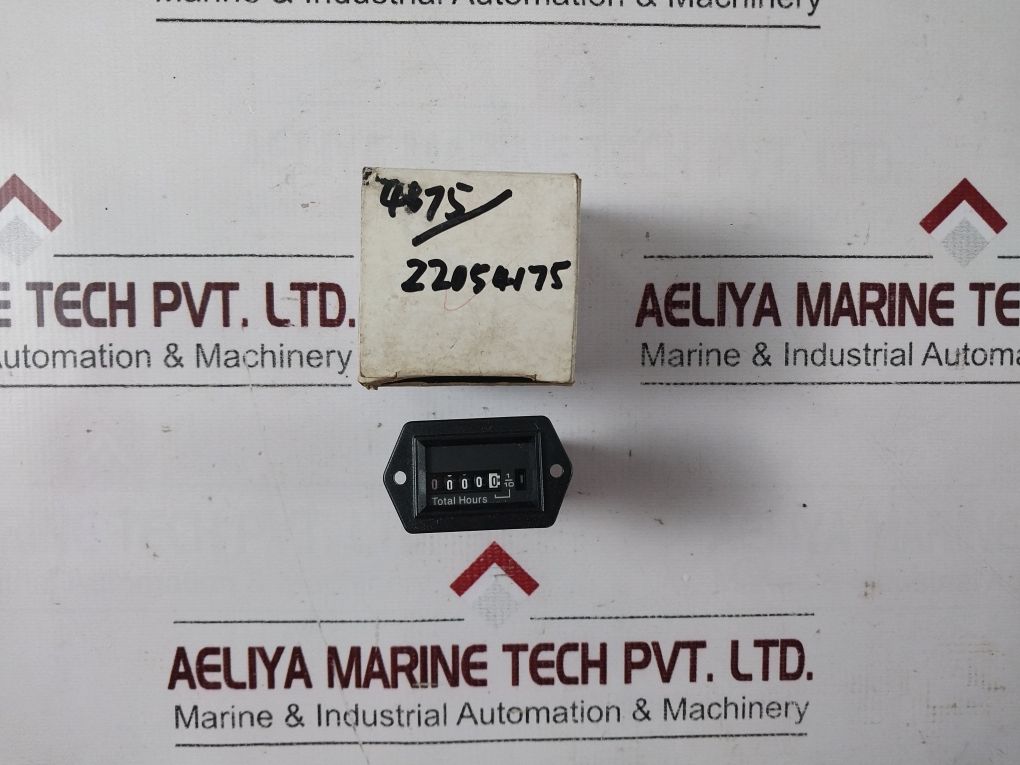 Marine & Industrial Automation & Machinery
4875/
22054175
E TECH PVT. LTD.
Automation & Machinery
AELIYA MARINE TE
Marine & Industrial Automa
0 0 0 0 0 1/10
Total Hours
AELIYA MARINE TECH PVT. LTD.
Marine & Industrial Automation & Machinery